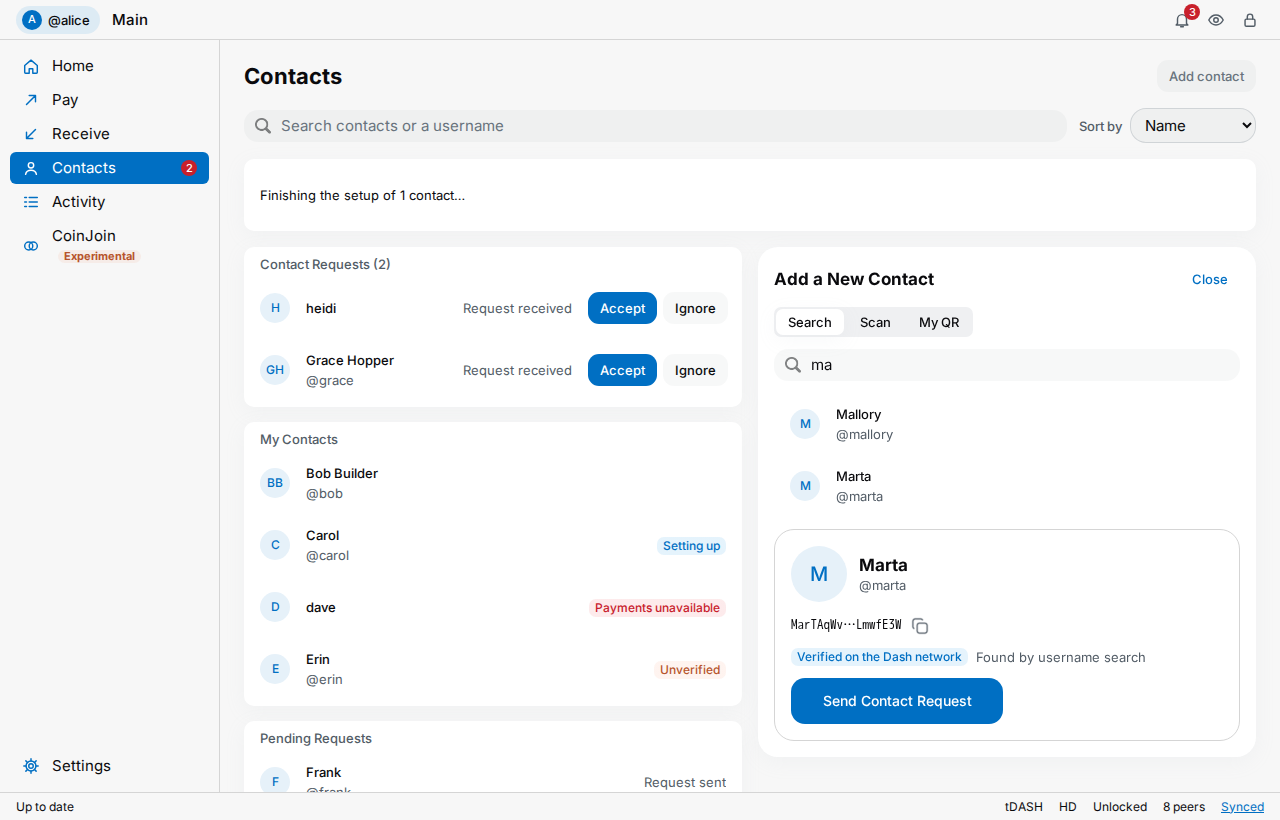 A @alice Main
3
Home
Pay
Receive
Contacts 2
Activity
CoinJoin
Experimental
Settings
Contacts
Add contact
Search contacts or a username
Sort by Name
Finishing the setup of 1 contact…
Contact Requests (2)
H heidi Request received Accept Ignore
GH Grace Hopper
@grace
Request received Accept Ignore
My Contacts
BB Bob Builder
@bob
C Carol
@carol
Setting up
D dave Payments unavailable
E Erin
@erin
Unverified
Pending Requests
F Frank
@frank
Request sent
Add a New Contact Close
Search Scan My QR
ma
M Mallory
@mallory
M Marta
@marta
M Marta
@marta
MarTAqWv…LmwfE3W
Verified on the Dash network Found by username search
Send Contact Request
Up to date tDASH HD Unlocked 8 peers Synced